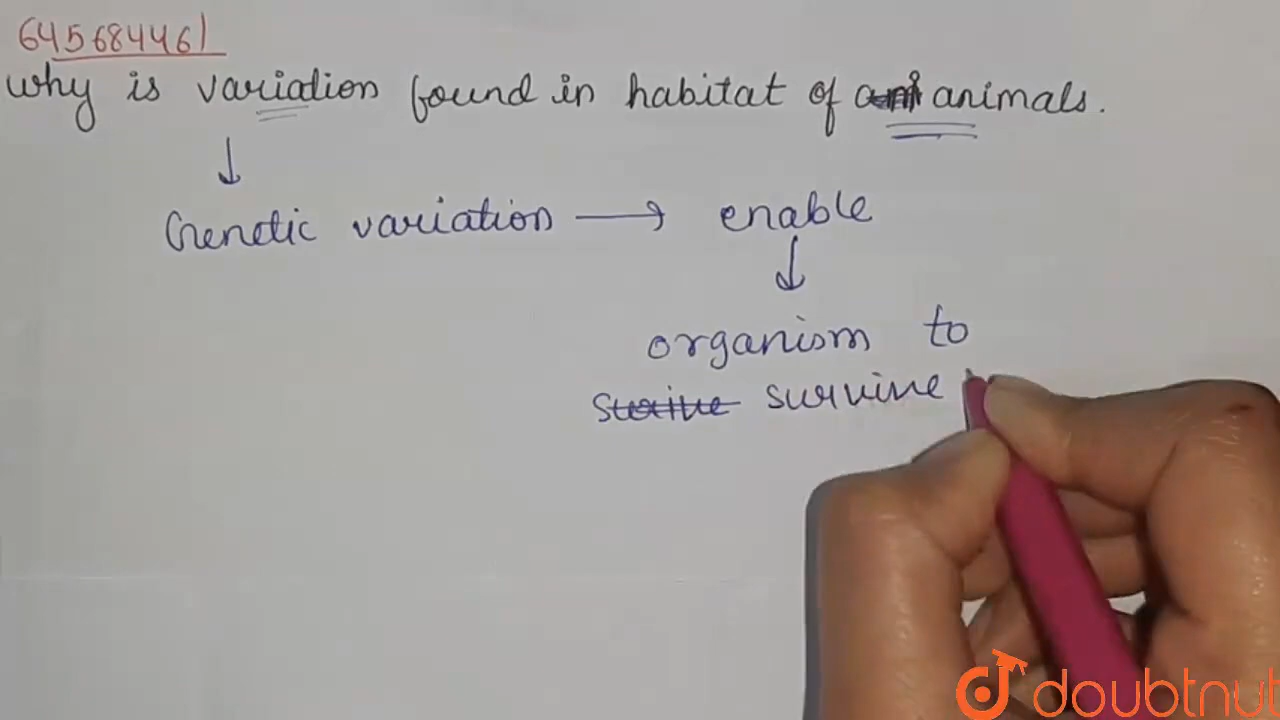 645684461
why is variation found in habitat of animals.
Genetic variation → enable
organism to
survive
doubtnut